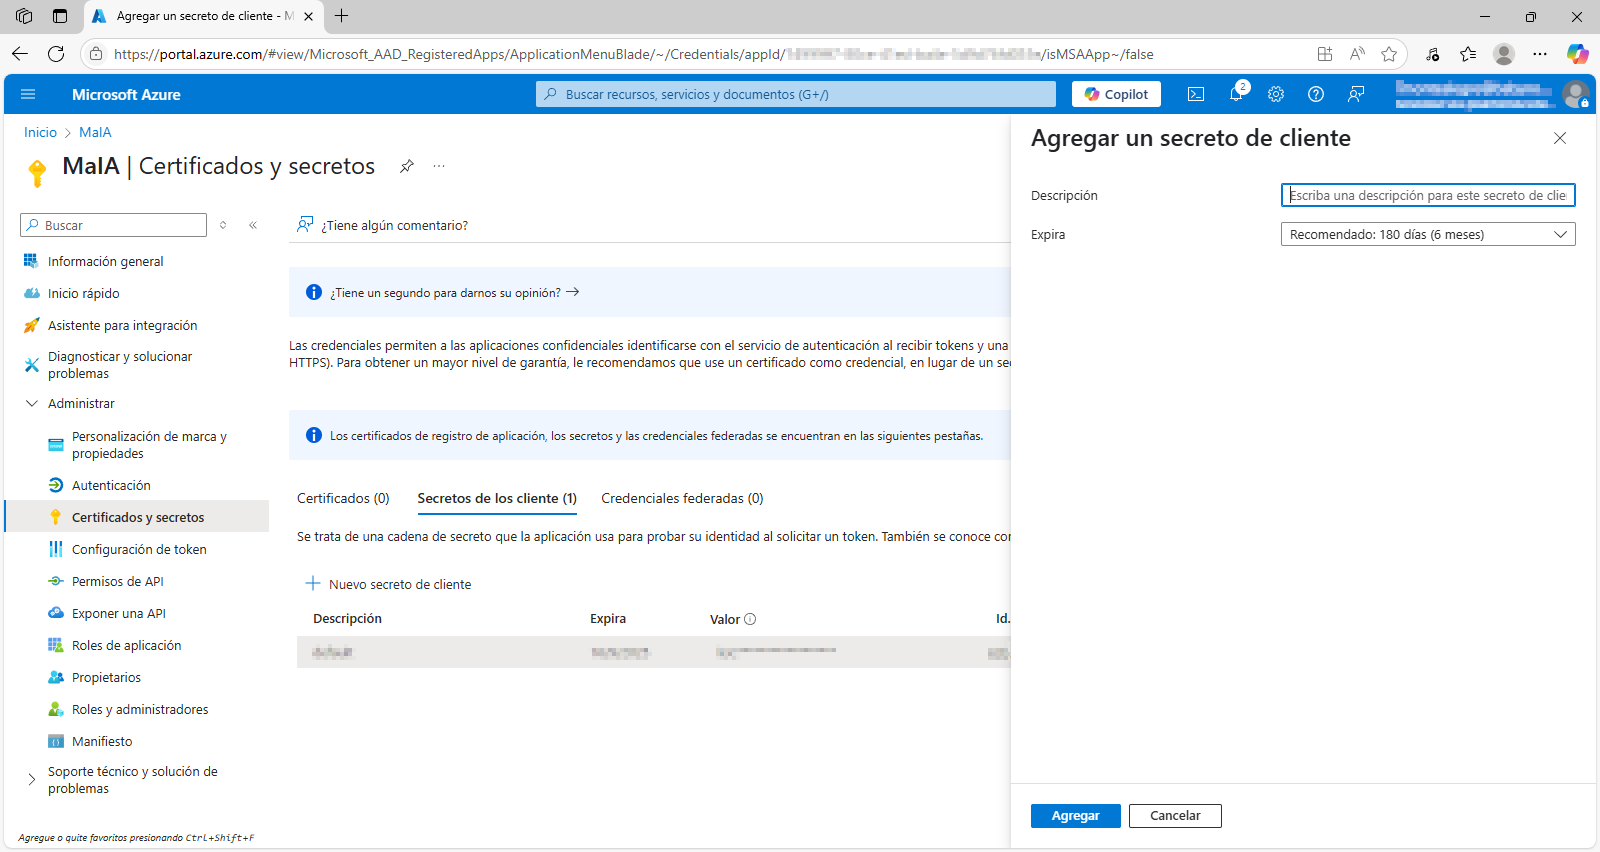 Agregar un secreto de cliente - M
https://portal.azure.com/#view/Microsoft_AAD_RegisteredApps/ApplicationMenuBlade/~/Credentials/appId/
/isMSAApp~/false
Microsoft Azure
Buscar recursos, servicios y documentos (G+/)
Copilot
2
Inicio > MaIA
MaIA | Certificados y secretos
Buscar
Información general
Inicio rápido
Asistente para integración
Diagnosticar y solucionar
problemas
Administrar
Personalización de marca y
propiedades
Autenticación
Certificados y secretos
Configuración de token
Permisos de API
Exponer una API
Roles de aplicación
Propietarios
Roles y administradores
Manifiesto
Soporte técnico y solución de
problemas
Agregue o quite favoritos presionando Ctrl+Shift+F
¿Tiene algún comentario?
¿Tiene un segundo para darnos su opinión? →
Las credenciales permiten a las aplicaciones confidenciales identificarse con el servicio de autenticación al recibir tokens y una
HTTPS). Para obtener un mayor nivel de garantía, le recomendamos que use un certificado como credencial, en lugar de un
Los certificados de registro de aplicación, los secretos y las credenciales federadas se encuentran en las siguientes pestañas.
Certificados (0) Secretos de los cliente (1) Credenciales federadas (0)
Se trata de una cadena de secreto que la aplicación usa para probar su identidad al solicitar un token. También se conoce
Nuevo secreto de cliente
Descripción Expira Valor Id.
Agregar un secreto de cliente
Descripción
Escriba una descripción para este secreto de clie
Expira
Recomendado: 180 días (6 meses)
Agregar
Cancelar